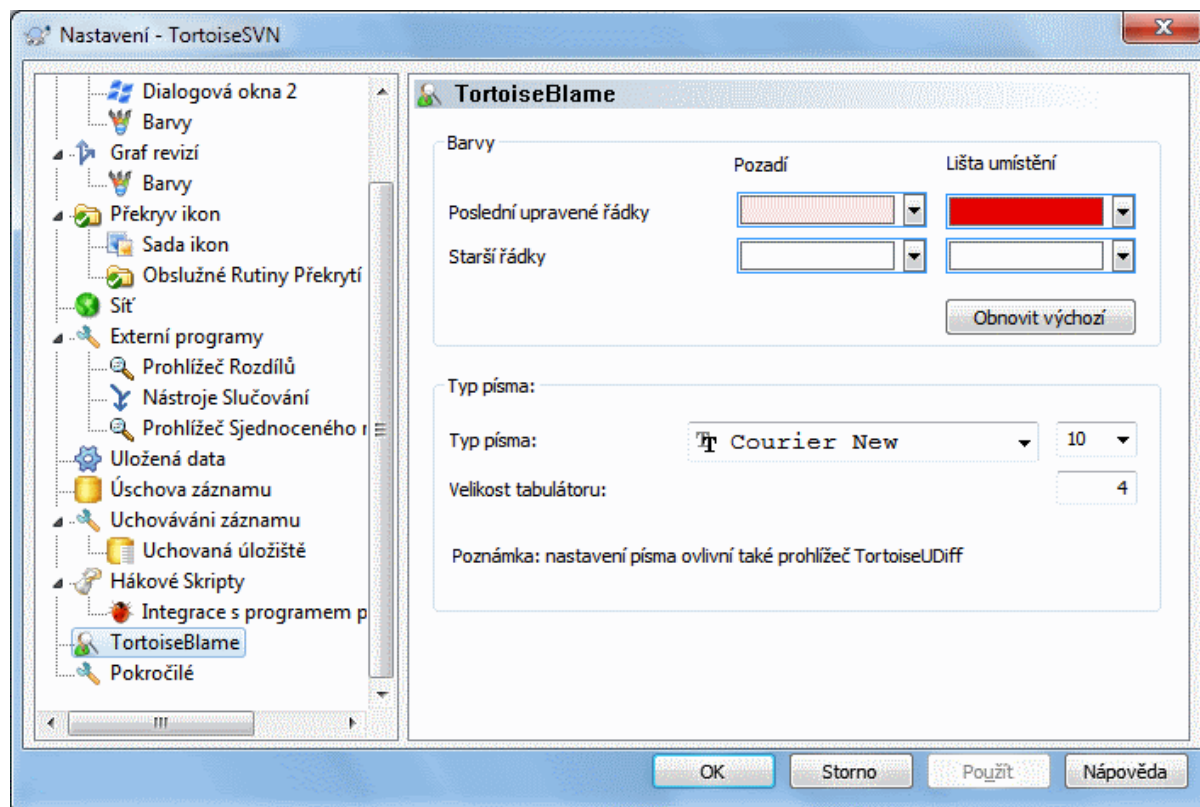 Nastavení - TortoiseSVN
Dialogová okna 2
Barvy
Graf revizí
Barvy
Překryv ikon
Sada ikon
Obslužné Rutiny Překrytí
Síť
Externí programy
Prohlížeč Rozdílů
Nástroje Slučování
Prohlížeč Sjednoceného r
Uložená data
Úschova záznamu
Uchováváni záznamu
Uchovaná úložiště
Hákové Skripty
Integrace s programem p
TortoiseBlame
Pokročilé
TortoiseBlame
Barvy
Pozadí Lišta umístění
Poslední upravené řádky
Starší řádky
Obnovit výchozí
Typ písma:
Typ písma: Courier New 10
Velikost tabulátoru: 4
Poznámka: nastavení písma ovlivní také prohlížeč TortoiseUDiff
OK Storno Použít Nápověda